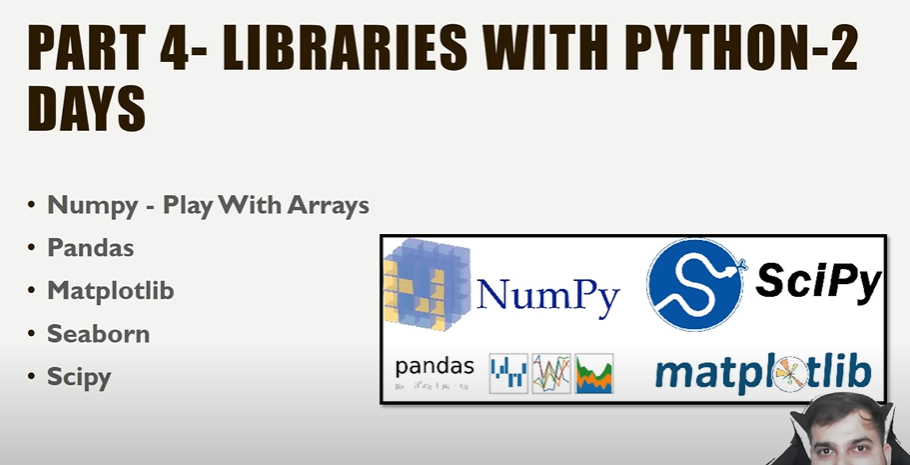 PART 4- LIBRARIES WITH PYTHON-2
DAYS
• Numpy - Play With Arrays
• Pandas
• Matplotlib
• Seaborn
• Scipy
NumPy
SciPy
pandas
matplotlib